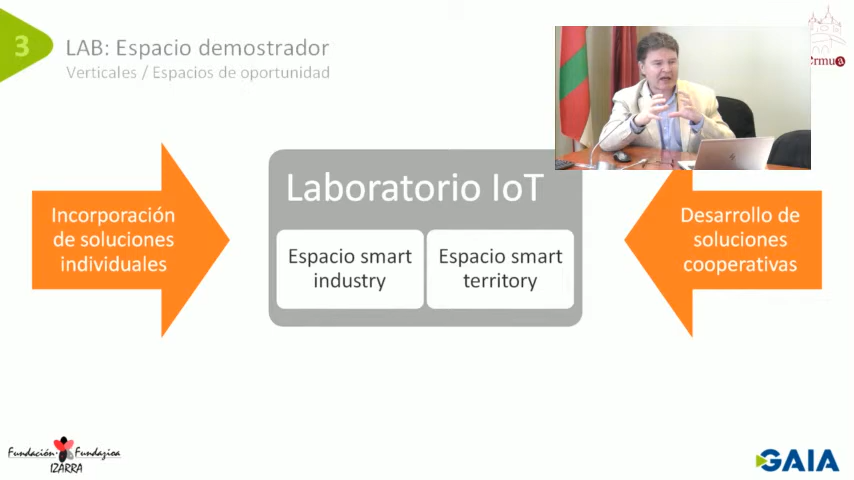 3
LAB: Espacio demostrador
Verticales / Espacios de oportunidad
Ermua
Incorporación
de soluciones
individuales
Laboratorio IoT
Espacio smart
industry
Espacio smart
territory
Desarrollo de
soluciones
cooperativas
Fundación Fundazioa
IZARRA
GAIA